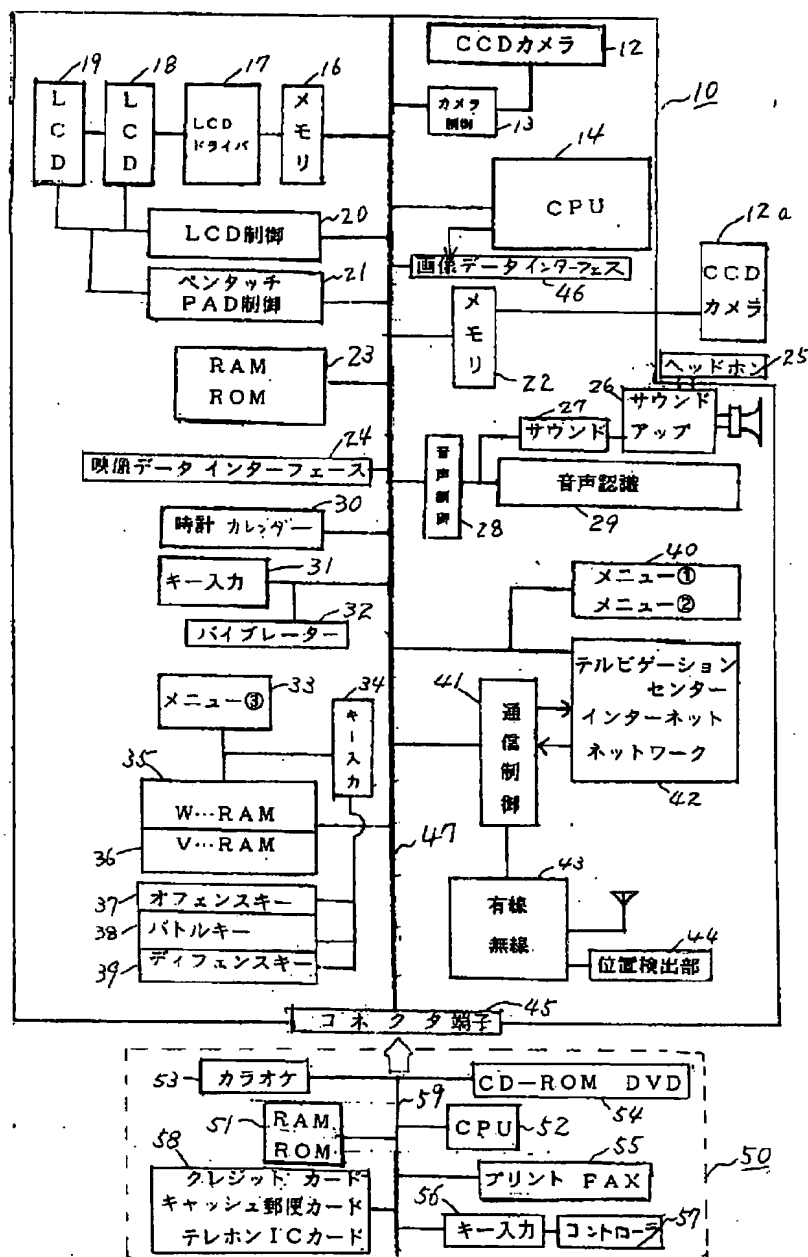 CCDカメラ
12
カメラ
制御
13
10
19
LCD
18
LCD
17
LCD
ドライバ
16
メモリ
14
CPU
20
LCD制御
21
ペンタッチ
PAD制御
画像データインターフェス
46
12a
CCD
カメラ
メモリ
22
23
RAM
ROM
ヘッドホン
25
26
サウンド
アップ
27
サウンド
24
映像データ インターフェース
28
音声認識
29
30
時計 カレンダー
31
キー入力
32
バイブレーター
40
メニュー①
メニュー②
33
メニュー③
34
キー入力
41
通信制御
テルビゲーション
センター
インターネット
ネットワーク
42
35
W…RAM
36
V…RAM
47
43
有線
無線
44
位置検出部
37
オフェンスキー
38
バトルキー
39
ディフェンスキー
45
コネクタ端子
53
カラオケ
59
CD-ROM DVD
54
51
RAM
ROM
CPU
52
58
クレジット カード
キャッシュ郵便カード
テレホンICカード
55
プリント FAX
50
56
キー入力
コントローラ
57